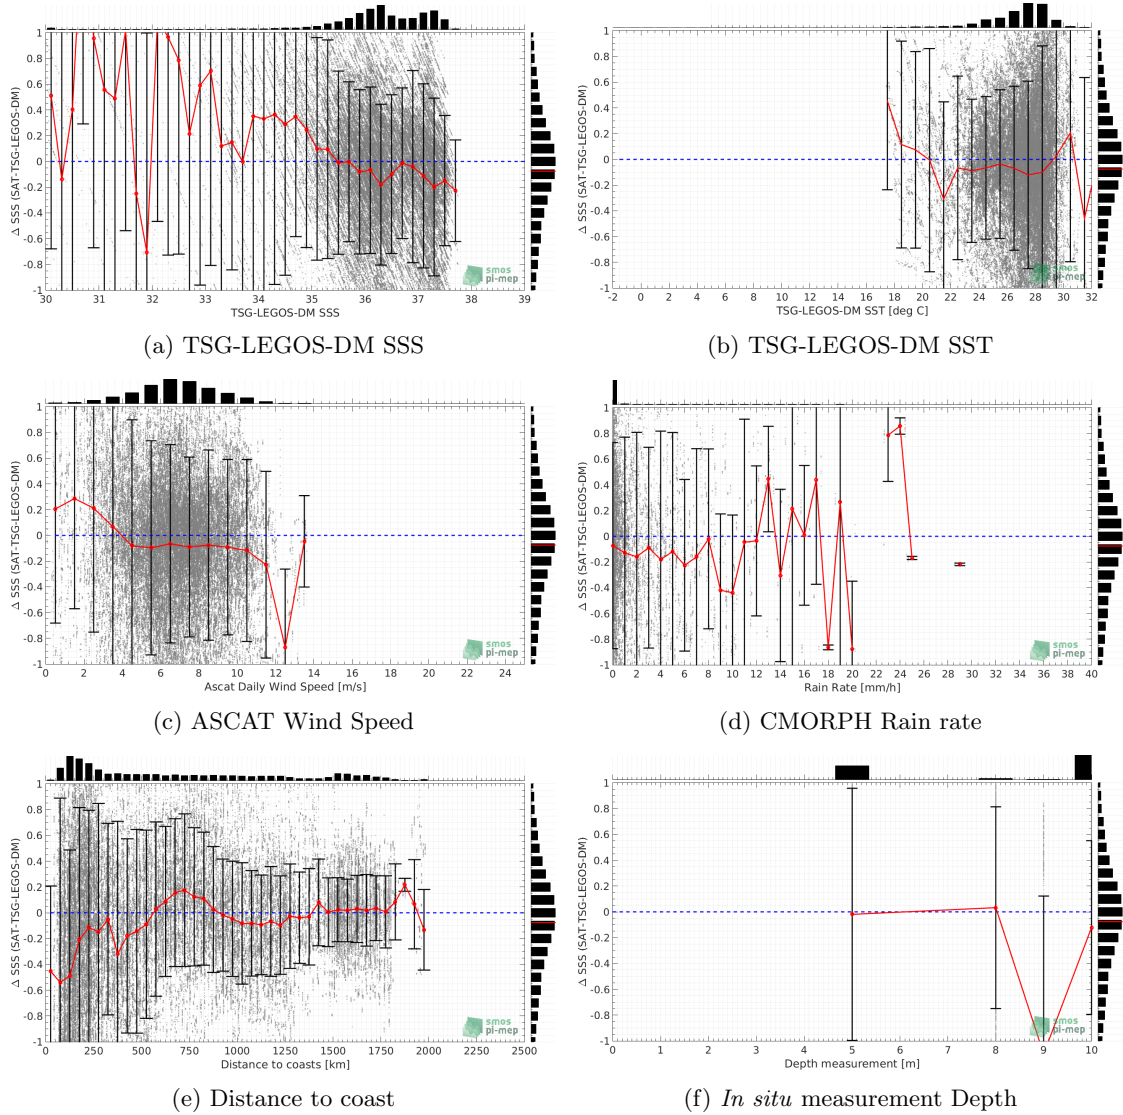 Δ SSS (SAT-TSG-LEGOS-DM)
1
0.8
0.6
0.4
0.2
0
-0.2
-0.4
-0.6
-0.8
-1
30 31 32 33 34 35 36 37 38 39
TSG-LEGOS-DM SSS
smos
pi-mep
(a) TSG-LEGOS-DM SSS
Δ SSS (SAT-TSG-LEGOS-DM)
1
0.8
0.6
0.4
0.2
0
-0.2
-0.4
-0.6
-0.8
-1
-2 0 2 4 6 8 10 12 14 16 18 20 22 24 26 28 30 32
TSG-LEGOS-DM SST [deg C]
smos
pi-mep
(b) TSG-LEGOS-DM SST
Δ SSS (SAT-TSG-LEGOS-DM)
1
0.8
0.6
0.4
0.2
0
-0.2
-0.4
-0.6
-0.8
-1
0 2 4 6 8 10 12 14 16 18 20 22 24
Ascat Daily Wind Speed [m/s]
smos
pi-mep
(c) ASCAT Wind Speed
Δ SSS (SAT-TSG-LEGOS-DM)
1
0.8
0.6
0.4
0.2
0
-0.2
-0.4
-0.6
-0.8
-1
0 2 4 6 8 10 12 14 16 18 20 22 24 26 28 30 32 34 36 38 40
Rain Rate [mm/h]
smos
pi-mep
(d) CMORPH Rain rate
Δ SSS (SAT-TSG-LEGOS-DM)
1
0.8
0.6
0.4
0.2
0
-0.2
-0.4
-0.6
-0.8
-1
0 250 500 750 1000 1250 1500 1750 2000 2250 2500
Distance to coasts [km]
smos
pi-mep
(e) Distance to coast
Δ SSS (SAT-TSG-LEGOS-DM)
1
0.8
0.6
0.4
0.2
0
-0.2
-0.4
-0.6
-0.8
-1
0 1 2 3 4 5 6 7 8 9 10
Depth measurement [m]
smos
pi-mep
(f) In situ measurement Depth